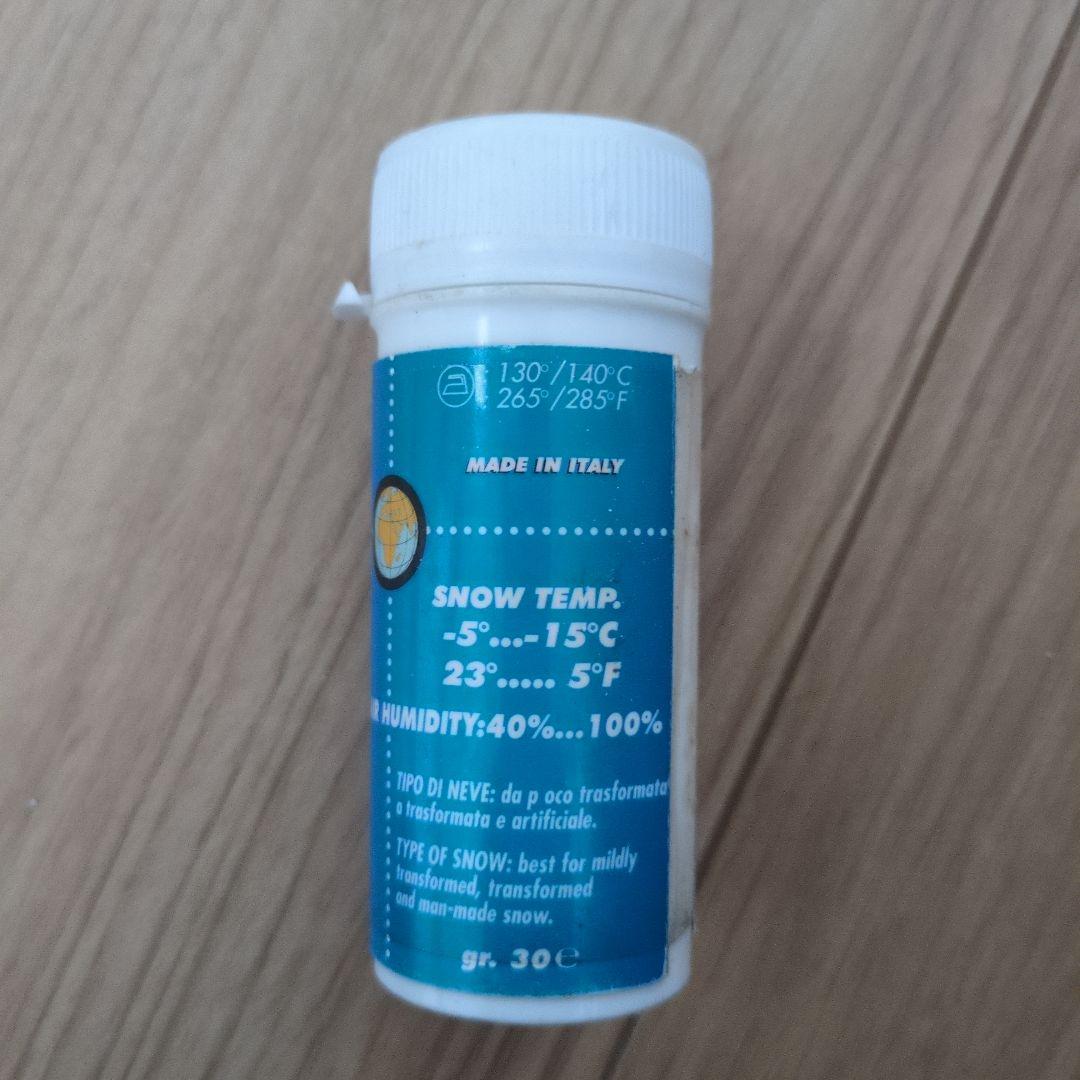 130°/140°C
265°/285°F
MADE IN ITALY
SNOW TEMP.
-5°...-15°C
23°..... 5°F
HUMIDITY:40%...100%
TIPO DI NEVE: da p oco trasformata
a trasformata e artificiale.
TYPE OF SNOW: best for mildly
transformed, transformed
and man-made snow.
gr. 30 ℮